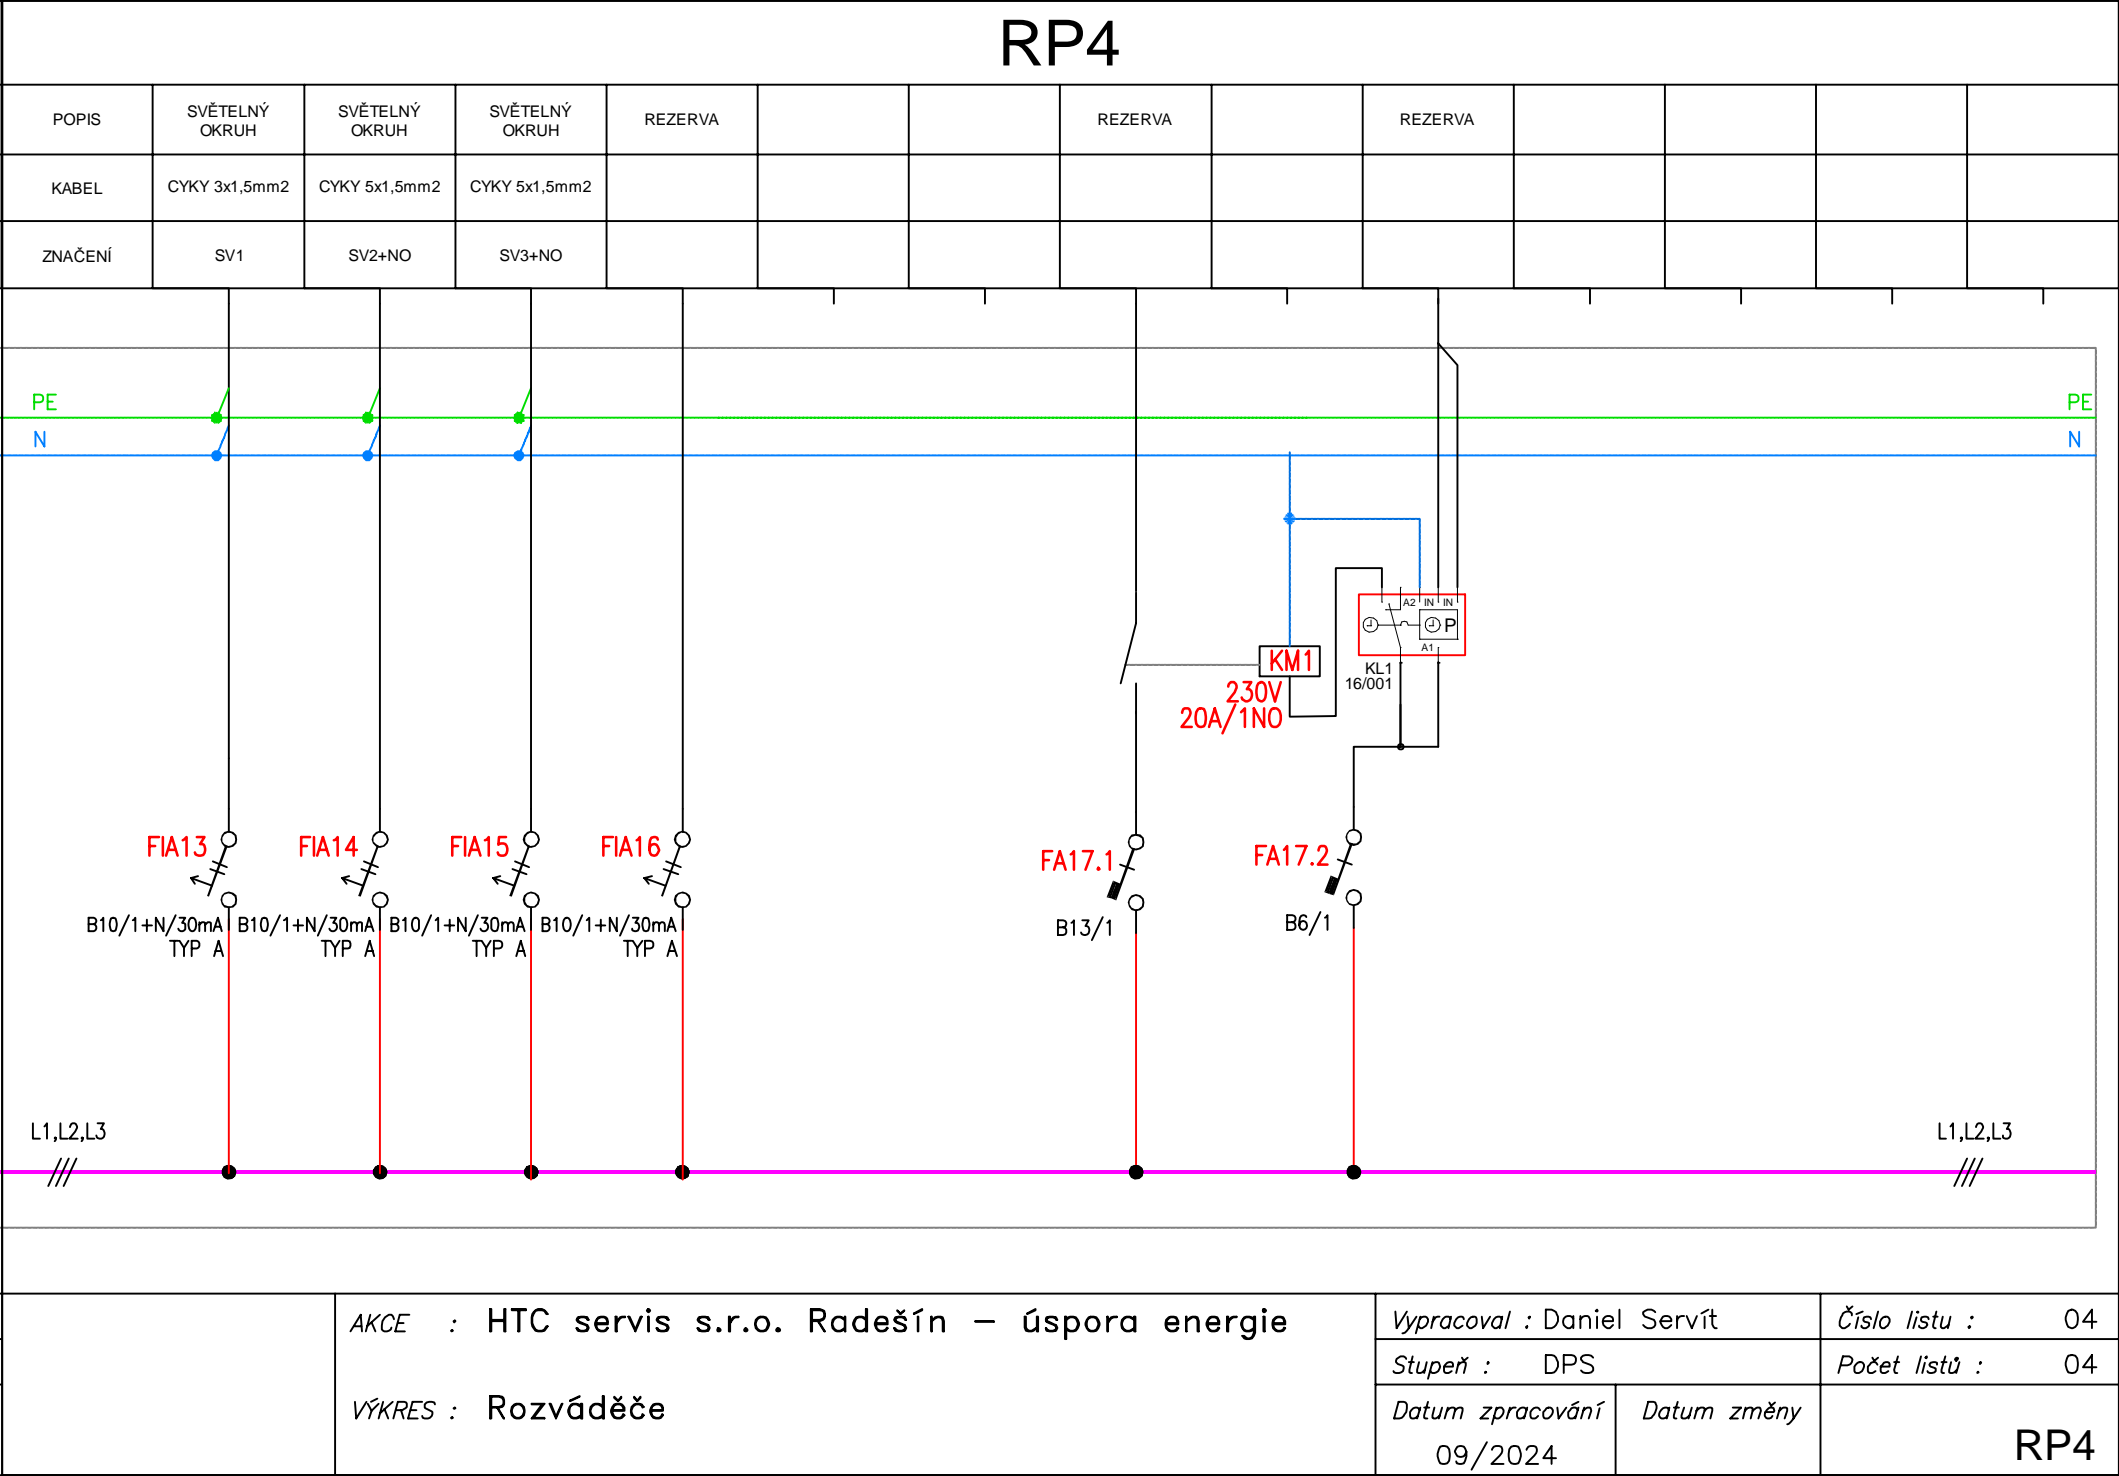 RP4
POPIS
SVĚTELNÝ
OKRUH
SVĚTELNÝ
OKRUH
SVĚTELNÝ
OKRUH
REZERVA
REZERVA
REZERVA
KABEL
CYKY 3x1,5mm2
CYKY 5x1,5mm2
CYKY 5x1,5mm2
ZNAČENÍ
SV1
SV2+NO
SV3+NO
PE
PE
N
N
A2 IN IN
P
A1
KM1
230V
20A/1NO
KL1
16/001
FIA13
FIA14
FIA15
FIA16
FA17.1
FA17.2
B10/1+N/30mA
TYP A
B10/1+N/30mA
TYP A
B10/1+N/30mA
TYP A
B10/1+N/30mA
TYP A
B13/1
B6/1
L1,L2,L3
L1,L2,L3
AKCE : HTC servis s.r.o. Radešín – úspora energie
VÝKRES : Rozváděče
Vypracoval : Daniel Servít
Číslo listu : 04
Stupeň : DPS
Počet listů : 04
Datum zpracování
09/2024
Datum změny
RP4